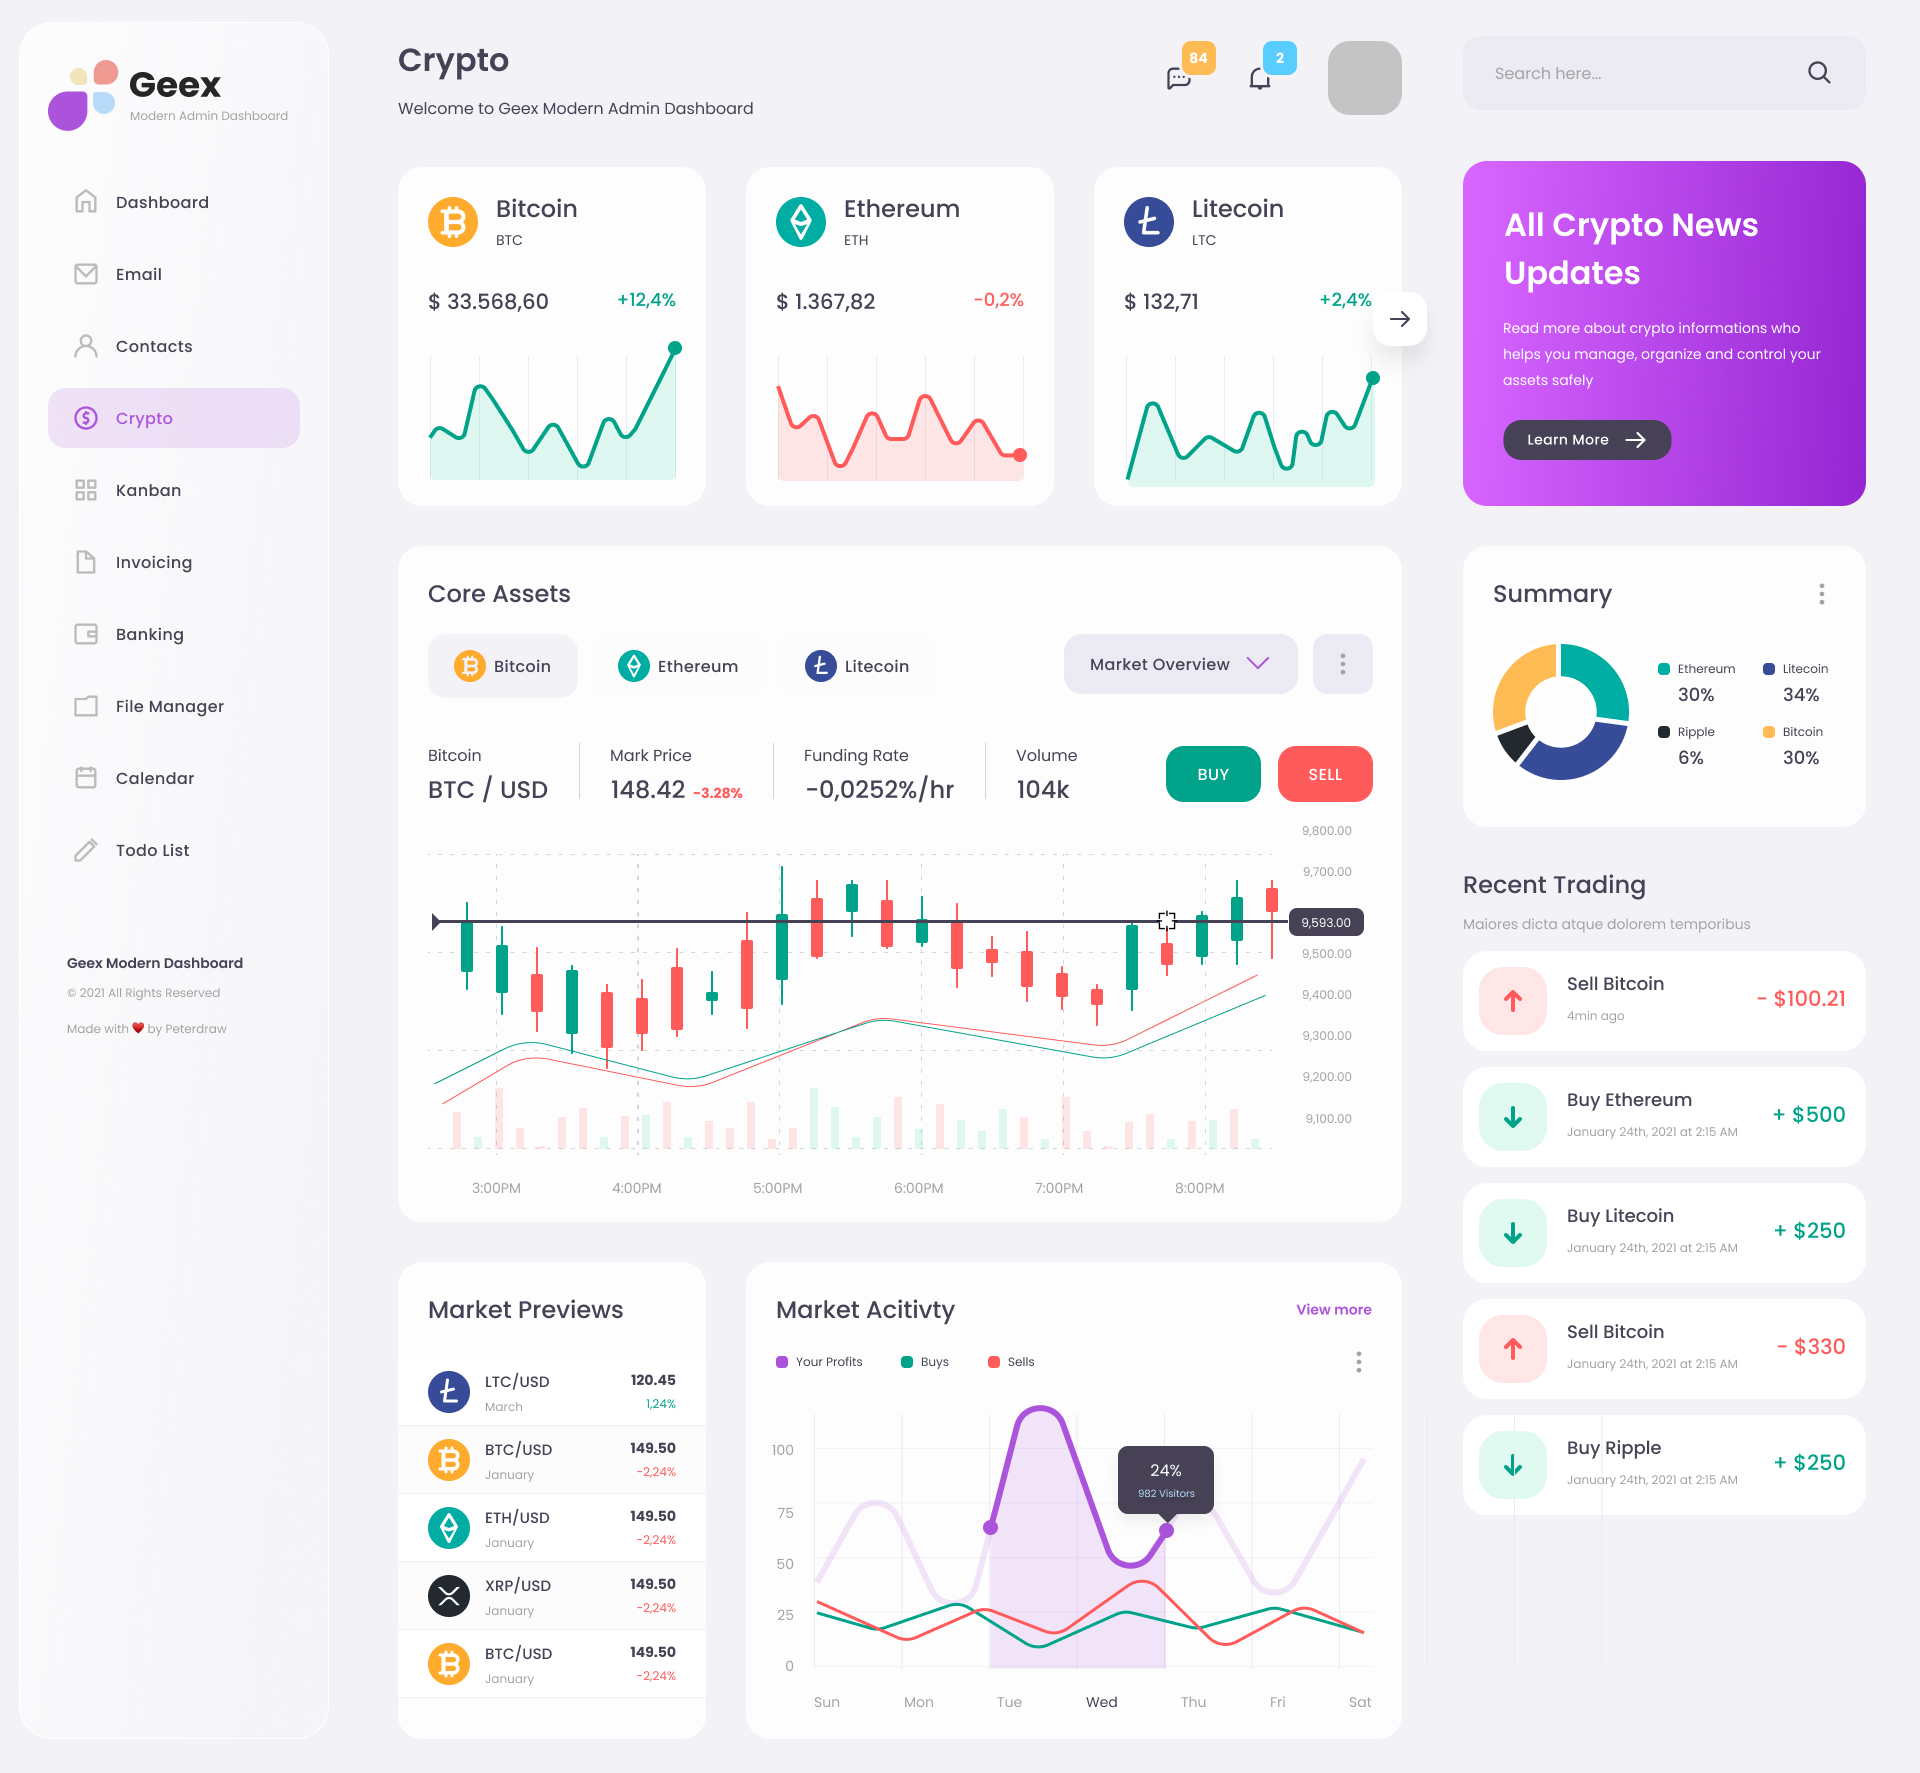 Geex
Modern Admin Dashboard
Dashboard
Email
Contacts
Crypto
Kanban
Invoicing
Banking
File Manager
Calendar
Todo List
Geex Modern Dashboard
© 2021 All Rights Reserved
Made with ❤️ by Peterdraw
Crypto
Welcome to Geex Modern Admin Dashboard
84
2
Search here...
Bitcoin
BTC
$ 33.568,60
+12,4%
Ethereum
ETH
$ 1.367,82
-0,2%
Litecoin
LTC
$ 132,71
+2,4%
All Crypto News
Updates
Read more about crypto informations who
helps you manage, organize and control your
assets safely
Learn More
Core Assets
Bitcoin
Ethereum
Litecoin
Market Overview
Bitcoin
BTC / USD
Mark Price
148.42 -3.28%
Funding Rate
-0,0252%/hr
Volume
104k
BUY
SELL
9,800.00
9,700.00
9,593.00
9,500.00
9,400.00
9,300.00
9,200.00
9,100.00
3:00PM
4:00PM
5:00PM
6:00PM
7:00PM
8:00PM
Summary
Ethereum
30%
Litecoin
34%
Ripple
6%
Bitcoin
30%
Recent Trading
Maiores dicta atque dolorem temporibus
Sell Bitcoin
4min ago
- $100.21
Buy Ethereum
January 24th, 2021 at 2:15 AM
+ $500
Buy Litecoin
January 24th, 2021 at 2:15 AM
+ $250
Sell Bitcoin
January 24th, 2021 at 2:15 AM
- $330
Buy Ripple
January 24th, 2021 at 2:15 AM
+ $250
Market Previews
LTC/USD
March
120.45
1,24%
BTC/USD
January
149.50
-2,24%
ETH/USD
January
149.50
-2,24%
XRP/USD
January
149.50
-2,24%
BTC/USD
January
149.50
-2,24%
Market Acitivty
View more
Your Profits
Buys
Sells
100
75
50
25
0
24%
982 Visitors
Sun
Mon
Tue
Wed
Thu
Fri
Sat